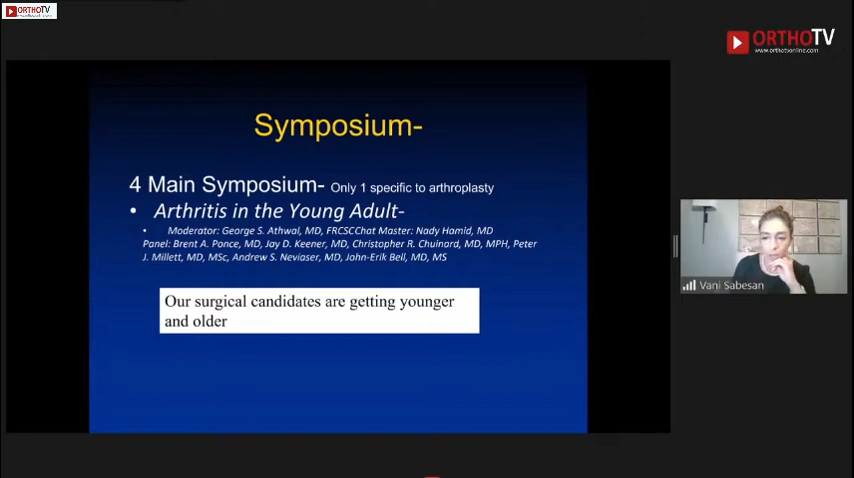 ORTHOTV
ORTHOTV
www.orthotvonline.com
Symposium-
4 Main Symposium- Only 1 specific to arthroplasty
• Arthritis in the Young Adult-
• Moderator: George S. Athwal, MD, FRCSCChat Master: Nady Hamid, MD
Panel: Brent A. Ponce, MD, Jay D. Keener, MD, Christopher R. Chuinard, MD, MPH, Peter
J. Millett, MD, MSc, Andrew S. Neviaser, MD, John-Erik Bell, MD, MS
Our surgical candidates are getting younger
and older
Vani Sabesan